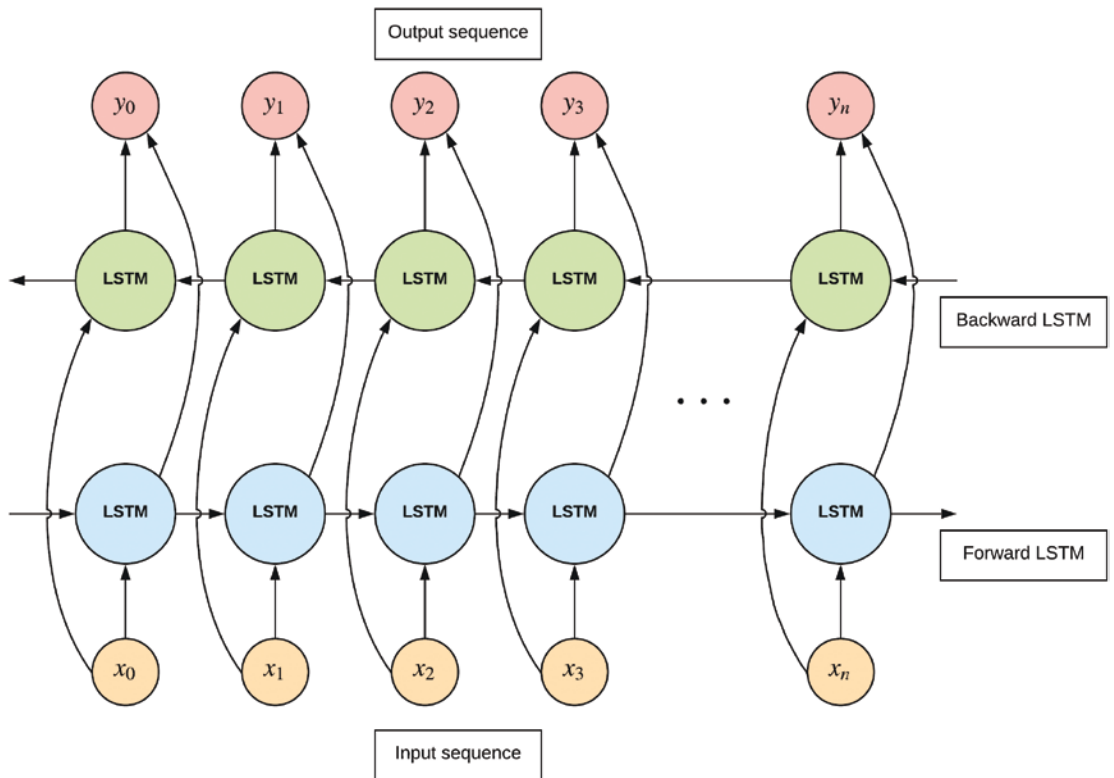 Output sequence
y₀ y₁ y₂ y₃ yₙ
LSTM LSTM LSTM LSTM LSTM
Backward LSTM
. . .
LSTM LSTM LSTM LSTM LSTM
Forward LSTM
x₀ x₁ x₂ x₃ xₙ
Input sequence